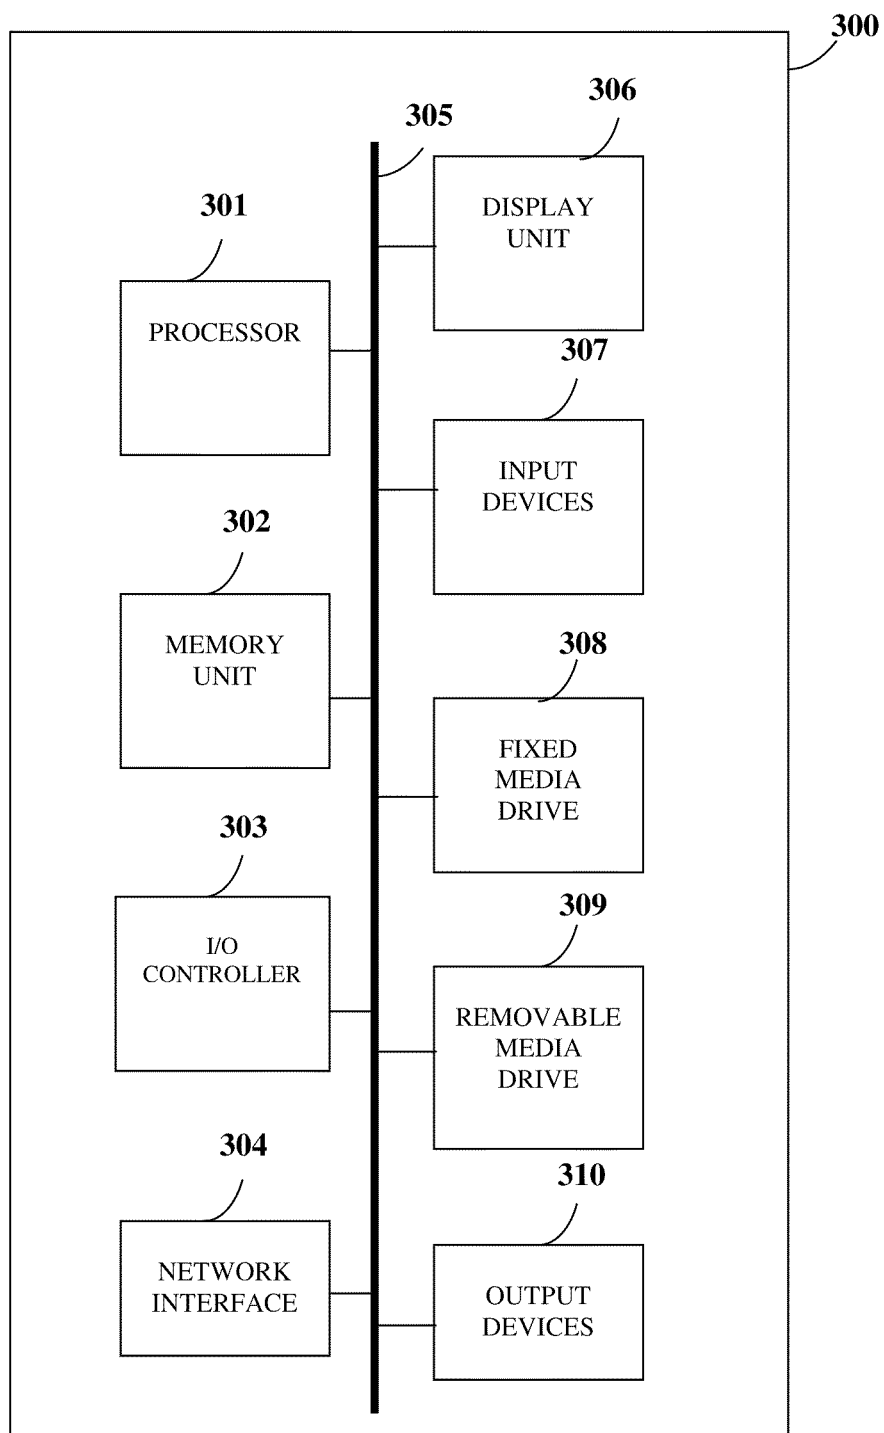 300
305
306
DISPLAY
UNIT
301
PROCESSOR
307
INPUT
DEVICES
302
MEMORY
UNIT
308
FIXED
MEDIA
DRIVE
303
I/O
CONTROLLER
309
REMOVABLE
MEDIA
DRIVE
304
NETWORK
INTERFACE
310
OUTPUT
DEVICES